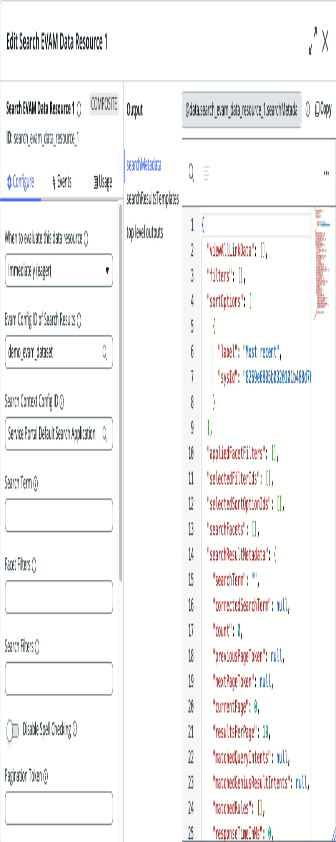 Edit Search EVAM Data Resource 1
Search EVAM Data Resource 1
COMPOSITE
ID: search_evam_data_resource_1
Configure
Events
Usage
When to evaluate this data resource
Immediately (eager)
Evam Config ID of Search Results
demo_evam_dataset
Search Context Config ID
Service Portal Default Search Application
Search Term
Facet Filters
Search Filters
Disable Spell Checking
Pagination Token
Output
searchMetadata
searchResultsTemplates
top level outputs
@data.search_evam_data_resource_1.searchMetada
Copy
1 {
2 "viewAllLinkData": [],
3 "filters": [],
4 "sortOptions": [
5 {
6 "label": "Most recent",
7 "sysId":
8 }
9 ],
10 "appliedFacetFilters": [],
11 "selectedFilterIds": [],
12 "selectedSortOptionIds": [],
13 "searchFacets": [],
14 "searchResultMetadata": {
15 "searchTerm": "",
16 "correctedSearchTerm": null,
17 "count": 0,
18 "previousPageToken": null,
19 "nextPageToken": null,
20 "currentPage": 0,
21 "resultsPerPage": 10,
22 "matchedQueryIntents": null,
23 "matchedGeniusResultIntents": null,
24 "matchedRules": [],
25 "responseTimeInMs": 0,